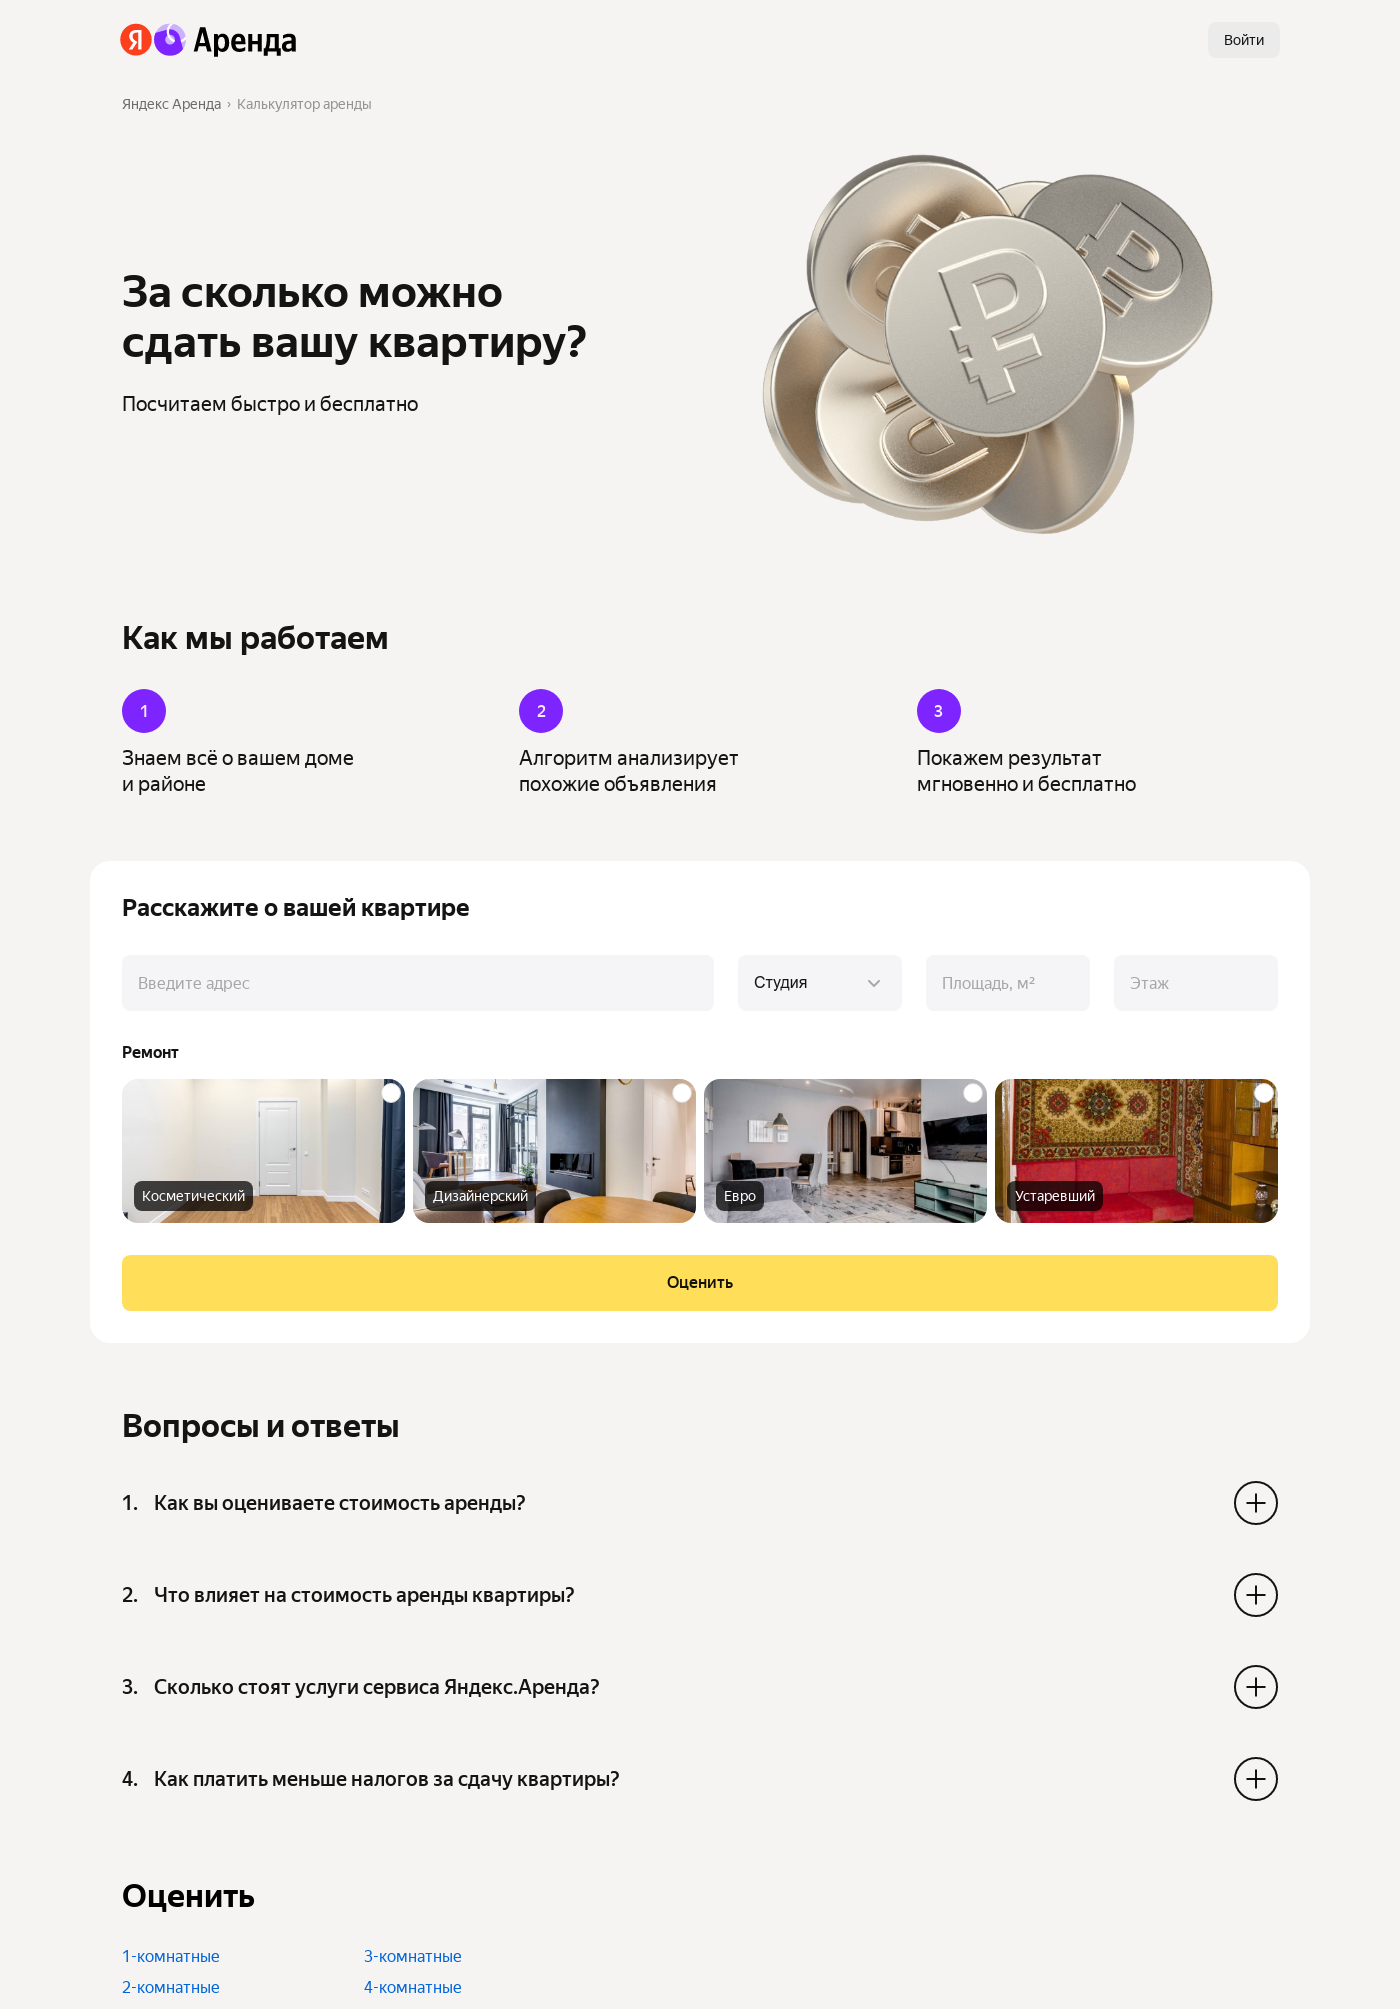 Я Аренда
Войти
Яндекс Аренда › Калькулятор аренды
За сколько можно
сдать вашу квартиру?
Посчитаем быстро и бесплатно
Как мы работаем
1
Знаем всё о вашем доме
и районе
2
Алгоритм анализирует
похожие объявления
3
Покажем результат
мгновенно и бесплатно
Расскажите о вашей квартире
Введите адрес
Студия
Площадь, м²
Этаж
Ремонт
Косметический
Дизайнерский
Евро
Устаревший
Оценить
Вопросы и ответы
1. Как вы оцениваете стоимость аренды?
2. Что влияет на стоимость аренды квартиры?
3. Сколько стоят услуги сервиса Яндекс.Аренда?
4. Как платить меньше налогов за сдачу квартиры?
Оценить
1-комнатные
2-комнатные
3-комнатные
4-комнатные